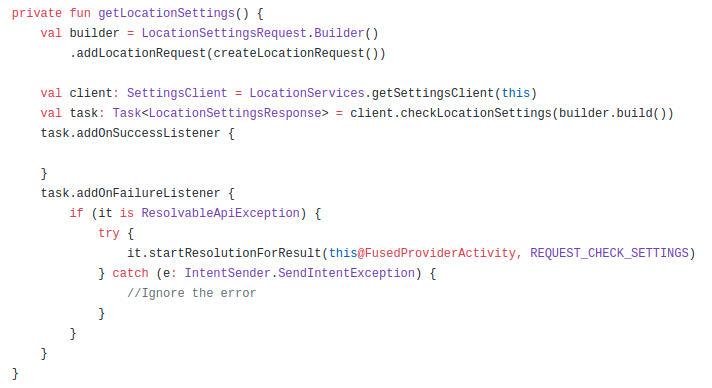 private fun getLocationSettings() {
    val builder = LocationSettingsRequest.Builder()
        .addLocationRequest(createLocationRequest())

    val client: SettingsClient = LocationServices.getSettingsClient(this)
    val task: Task<LocationSettingsResponse> = client.checkLocationSettings(builder.build())
    task.addOnSuccessListener {

    }
    task.addOnFailureListener {
        if (it is ResolvableApiException) {
            try {
                it.startResolutionForResult(this@FusedProviderActivity, REQUEST_CHECK_SETTINGS)
            } catch (e: IntentSender.SendIntentException) {
                //Ignore the error
            }
        }
    }
}